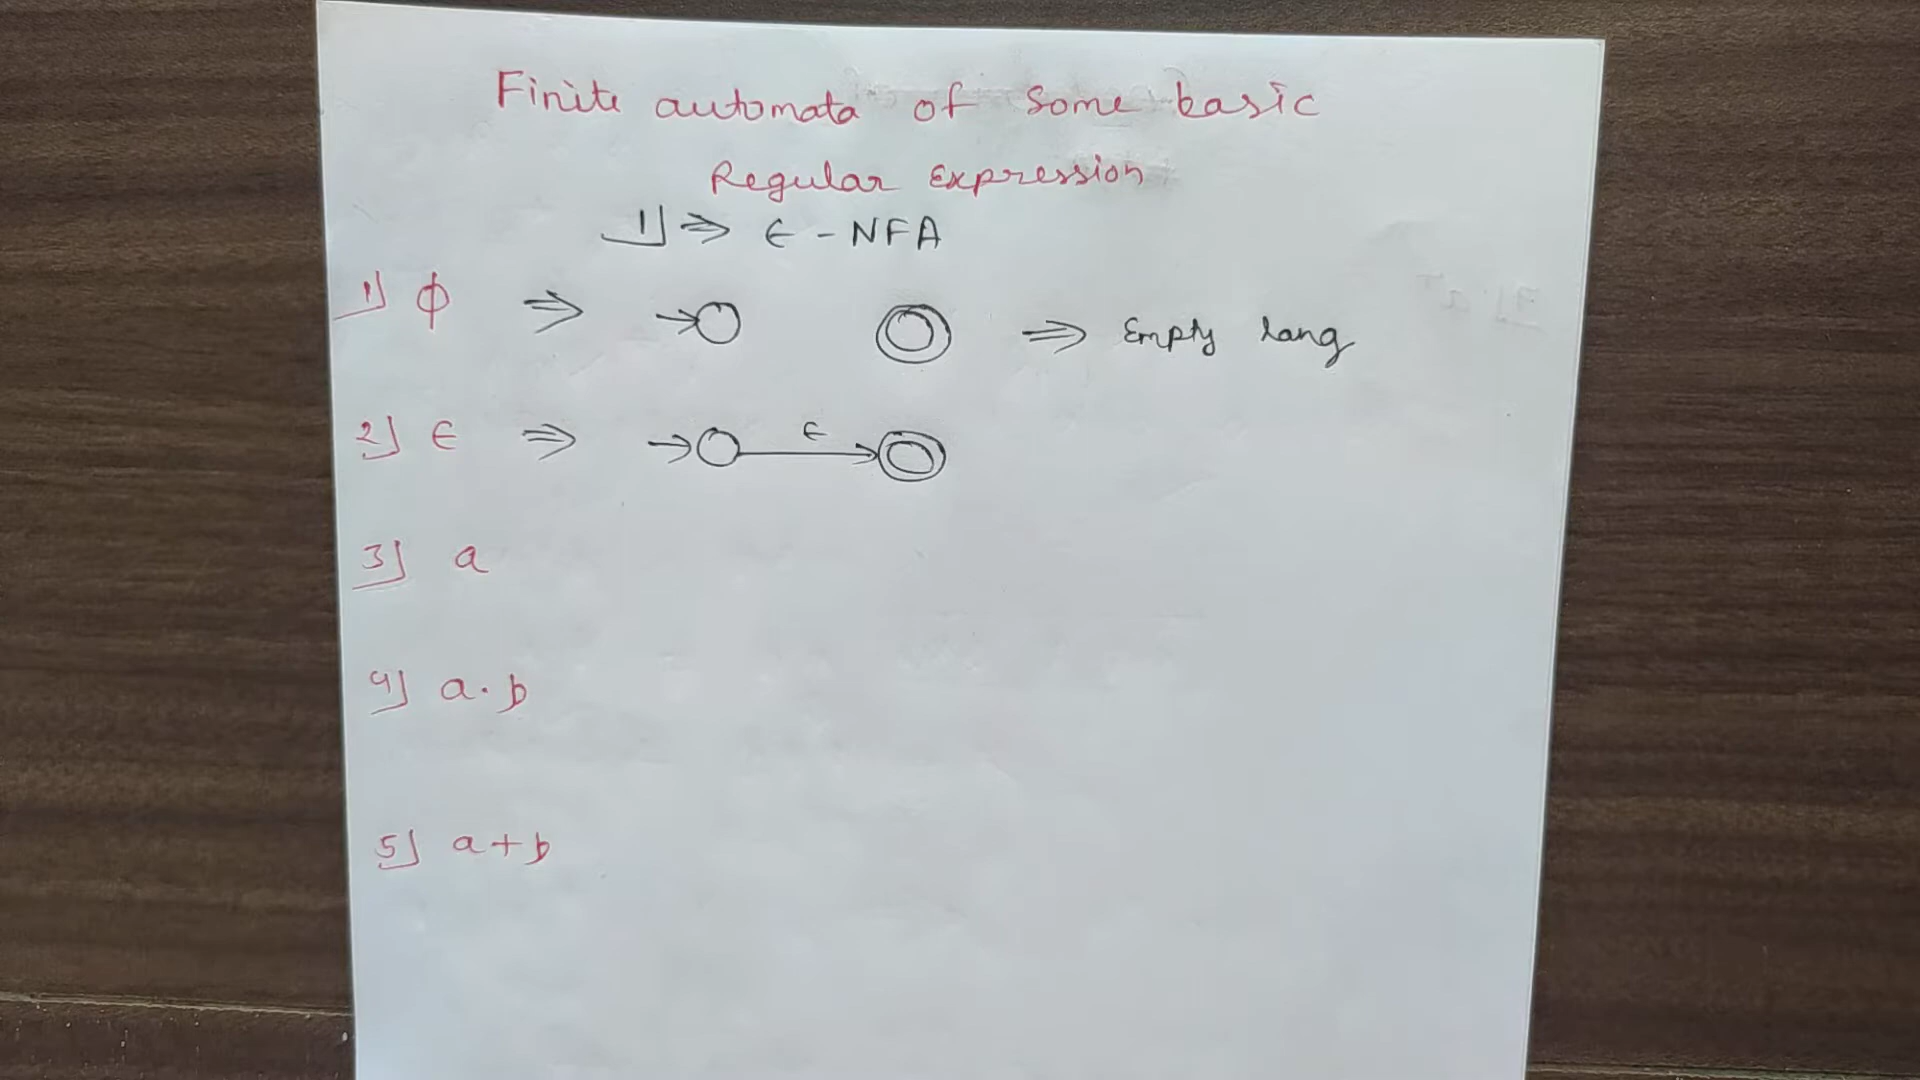 Finite automata of some basic
Regular Expression
1) ⇒ ϵ - NFA
1) ϕ ⇒ ⇒ Empty lang
2) ϵ ⇒ ϵ
3) a
4) a . b
5) a + b